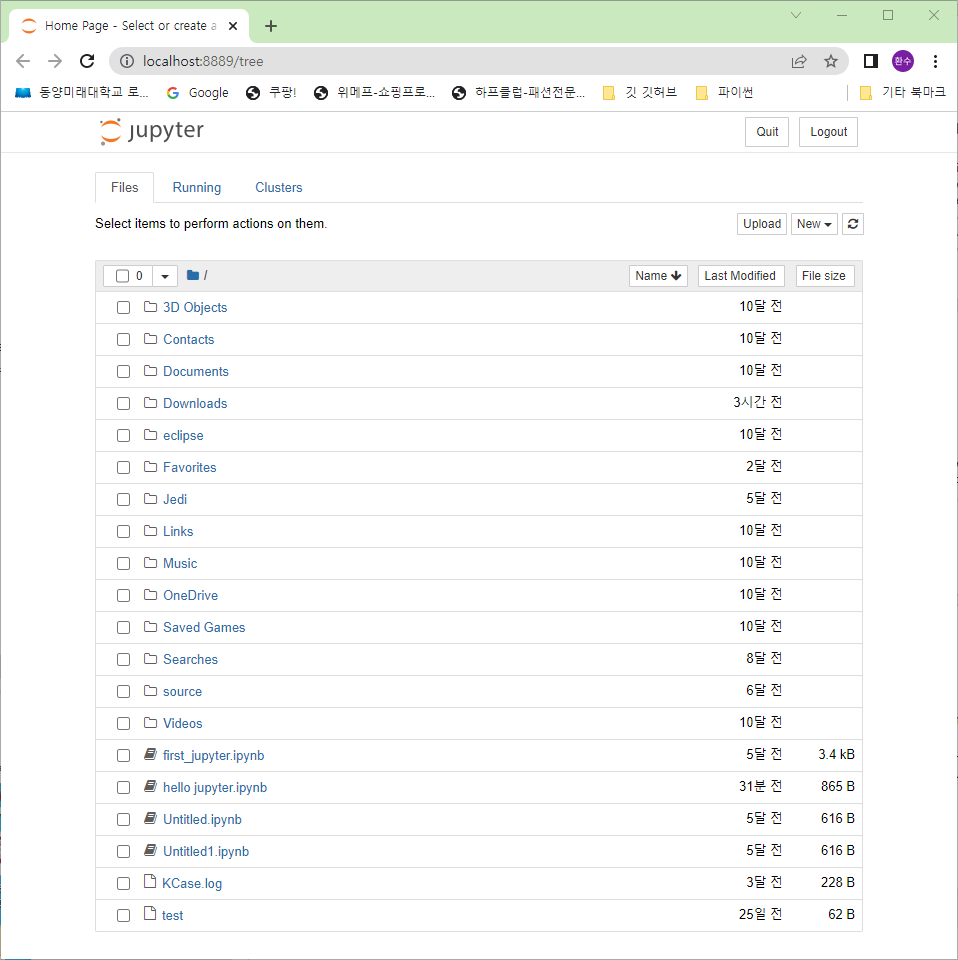 Home Page - Select or create a
localhost:8889/tree
환수
동양미래대학교 로... Google 쿠팡! 위메프-쇼핑프로... 하프클럽-패션전문... 깃 깃허브 파이썬 기타 북마크
jupyter Quit Logout
Files Running Clusters
Select items to perform actions on them. Upload New
0 / Name Last Modified File size
3D Objects 10달 전
Contacts 10달 전
Documents 10달 전
Downloads 3시간 전
eclipse 10달 전
Favorites 2달 전
Jedi 5달 전
Links 10달 전
Music 10달 전
OneDrive 10달 전
Saved Games 10달 전
Searches 8달 전
source 6달 전
Videos 10달 전
first_jupyter.ipynb 5달 전 3.4 kB
hello jupyter.ipynb 31분 전 865 B
Untitled.ipynb 5달 전 616 B
Untitled1.ipynb 5달 전 616 B
KCase.log 3달 전 228 B
test 25일 전 62 B